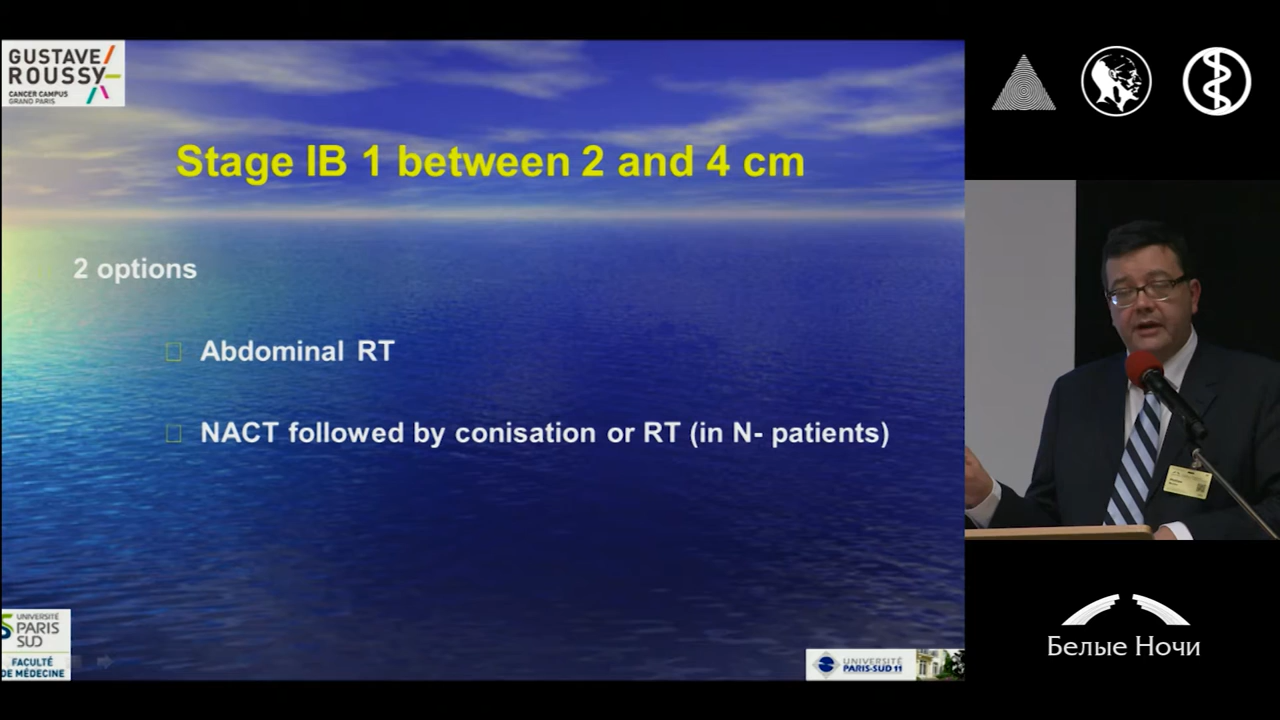 GUSTAVE
ROUSSY
CANCER CAMPUS
GRAND PARIS
Stage IB 1 between 2 and 4 cm
2 options
Abdominal RT
NACT followed by conisation or RT (in N- patients)
UNIVERSITÉ
PARIS
SUD
FACULTÉ
DE MÉDECINE
UNIVERSITÉ
PARIS-SUD 11
Белые Ночи